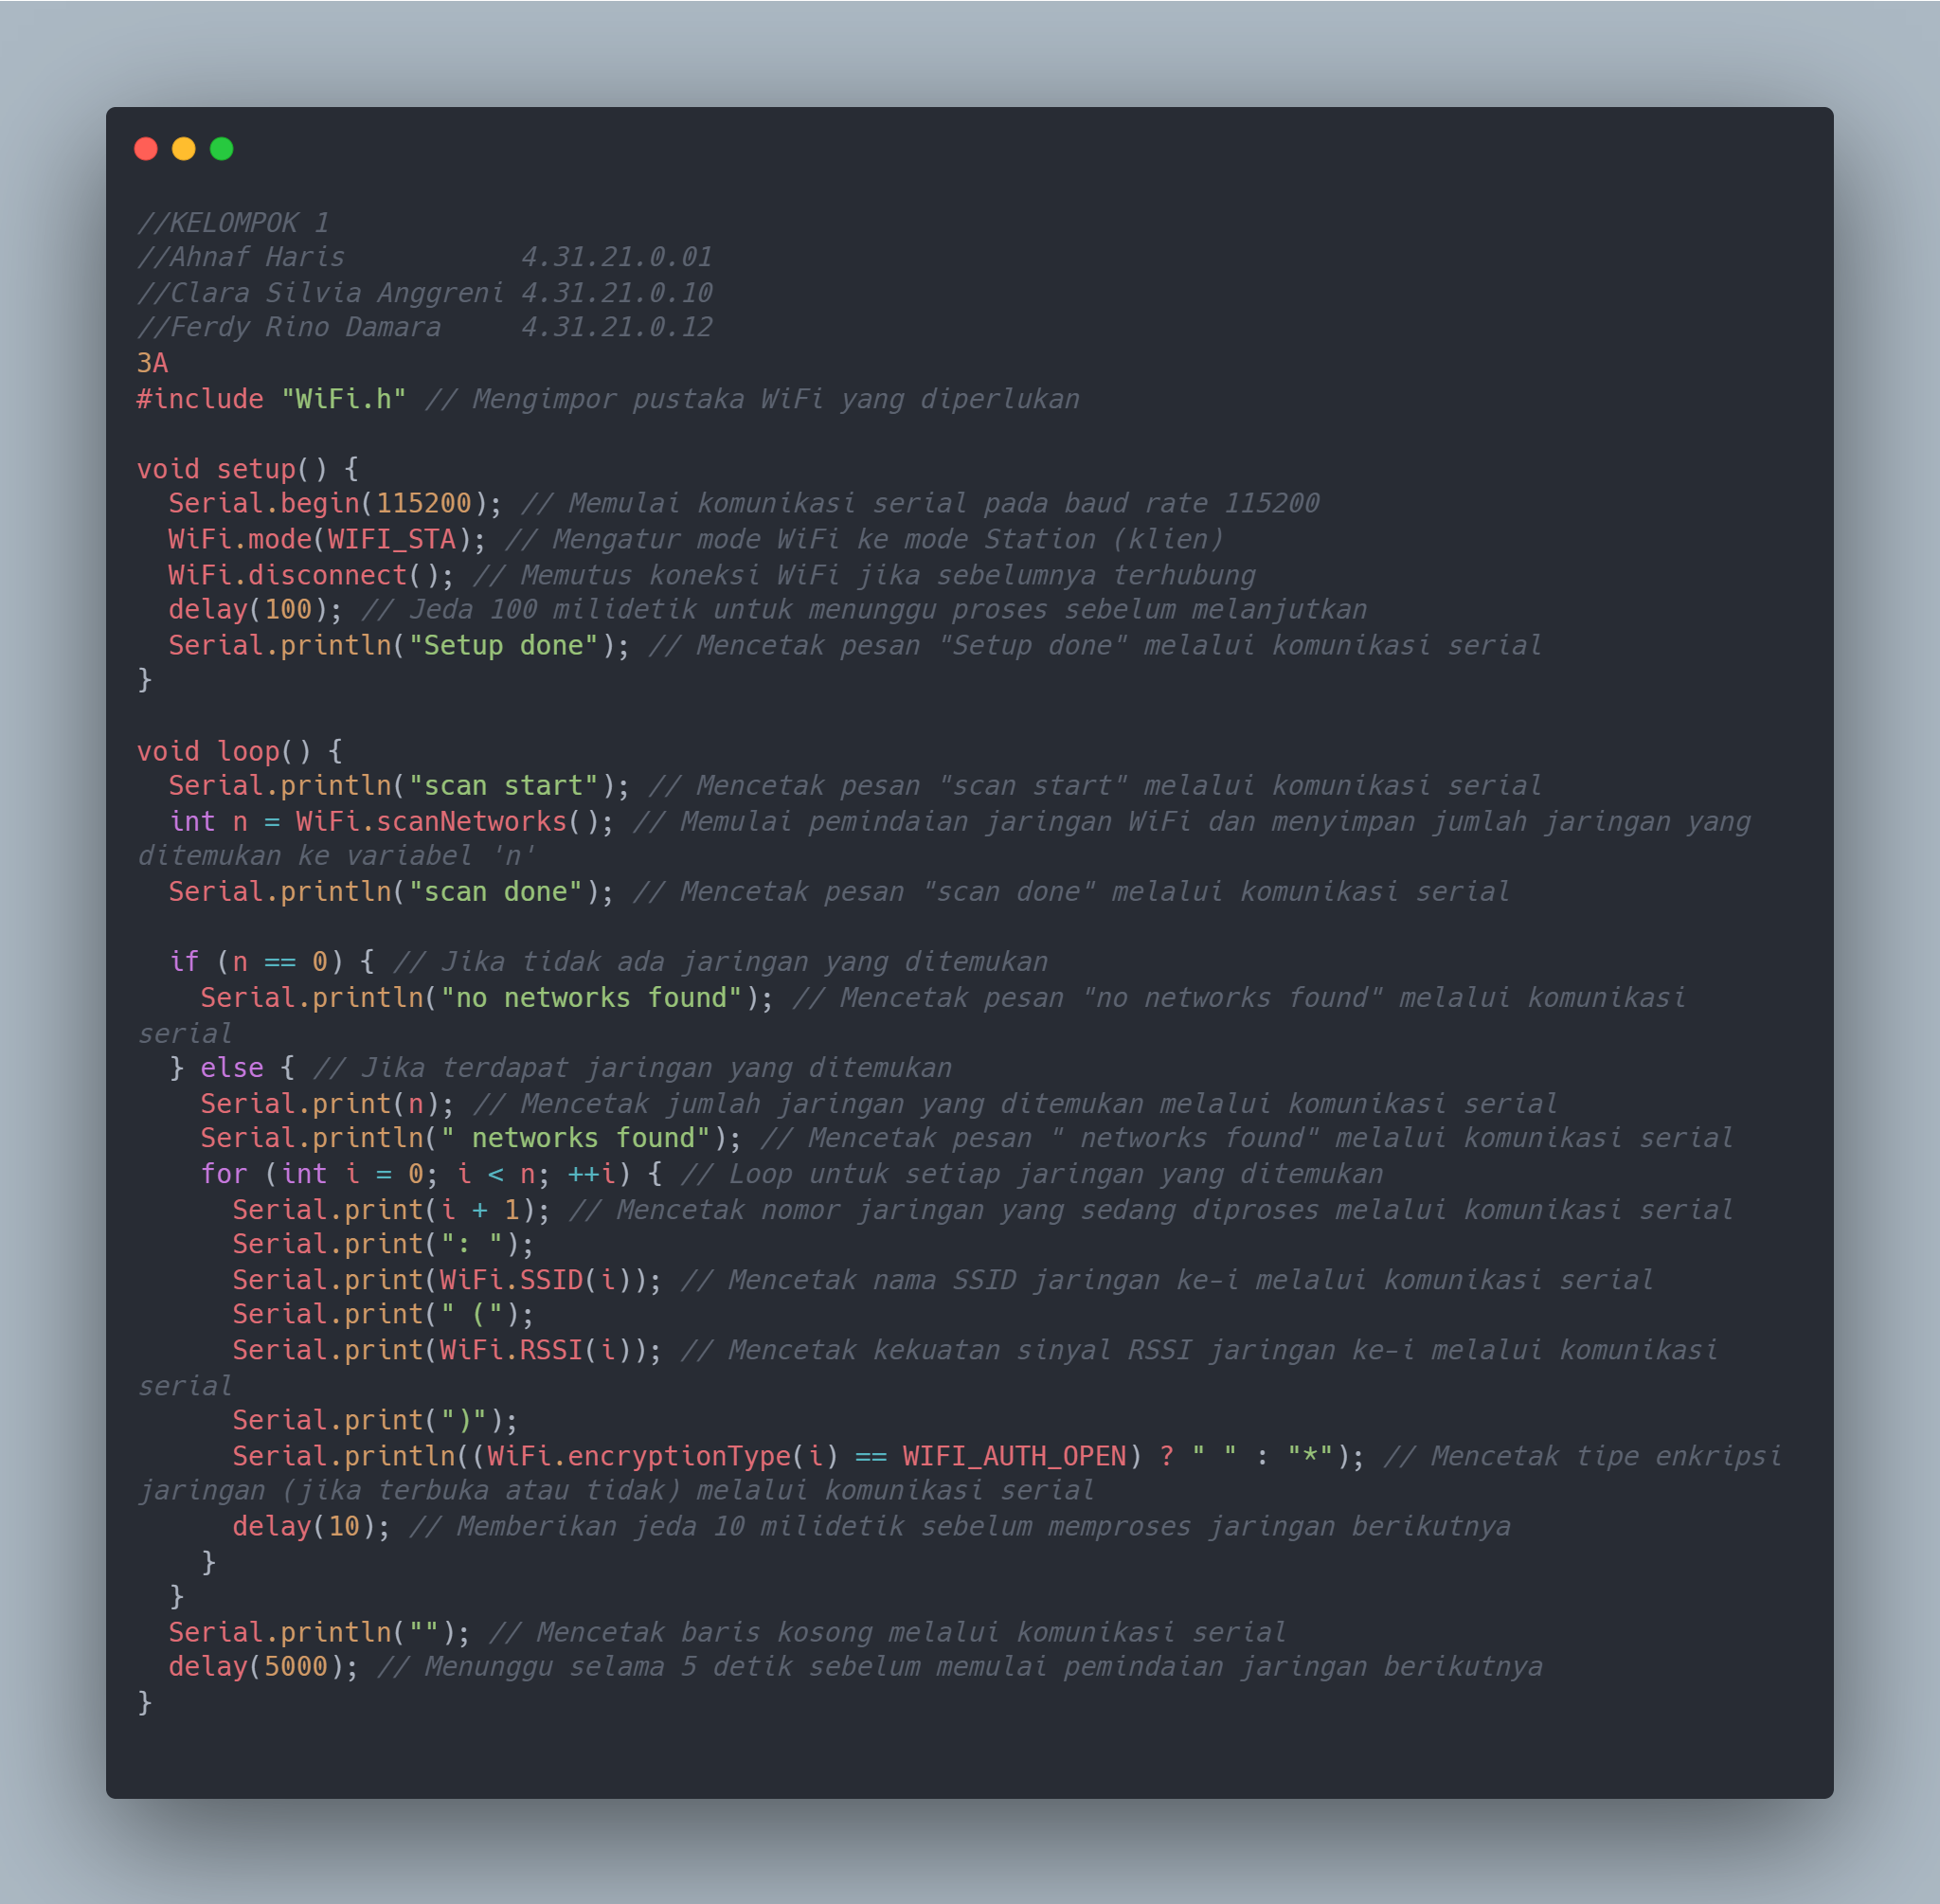 //KELOMPOK 1
//Ahnaf Haris           4.31.21.0.01
//Clara Silvia Anggreni 4.31.21.0.10
//Ferdy Rino Damara     4.31.21.0.12
3A
#include "WiFi.h" // Mengimpor pustaka WiFi yang diperlukan

void setup() {
  Serial.begin(115200); // Memulai komunikasi serial pada baud rate 115200
  WiFi.mode(WIFI_STA); // Mengatur mode WiFi ke mode Station (klien)
  WiFi.disconnect(); // Memutus koneksi WiFi jika sebelumnya terhubung
  delay(100); // Jeda 100 milidetik untuk menunggu proses sebelum melanjutkan
  Serial.println("Setup done"); // Mencetak pesan "Setup done" melalui komunikasi serial
}

void loop() {
  Serial.println("scan start"); // Mencetak pesan "scan start" melalui komunikasi serial
  int n = WiFi.scanNetworks(); // Memulai pemindaian jaringan WiFi dan menyimpan jumlah jaringan yang
ditemukan ke variabel 'n'
  Serial.println("scan done"); // Mencetak pesan "scan done" melalui komunikasi serial

  if (n == 0) { // Jika tidak ada jaringan yang ditemukan
    Serial.println("no networks found"); // Mencetak pesan "no networks found" melalui komunikasi
serial
  } else { // Jika terdapat jaringan yang ditemukan
    Serial.print(n); // Mencetak jumlah jaringan yang ditemukan melalui komunikasi serial
    Serial.println(" networks found"); // Mencetak pesan " networks found" melalui komunikasi serial
    for (int i = 0; i < n; ++i) { // Loop untuk setiap jaringan yang ditemukan
      Serial.print(i + 1); // Mencetak nomor jaringan yang sedang diproses melalui komunikasi serial
      Serial.print(": ");
      Serial.print(WiFi.SSID(i)); // Mencetak nama SSID jaringan ke-i melalui komunikasi serial
      Serial.print(" (");
      Serial.print(WiFi.RSSI(i)); // Mencetak kekuatan sinyal RSSI jaringan ke-i melalui komunikasi
serial
      Serial.print(")");
      Serial.println((WiFi.encryptionType(i) == WIFI_AUTH_OPEN) ? " " : "*"); // Mencetak tipe enkripsi
jaringan (jika terbuka atau tidak) melalui komunikasi serial
      delay(10); // Memberikan jeda 10 milidetik sebelum memproses jaringan berikutnya
    }
  }
  Serial.println(""); // Mencetak baris kosong melalui komunikasi serial
  delay(5000); // Menunggu selama 5 detik sebelum memulai pemindaian jaringan berikutnya
}